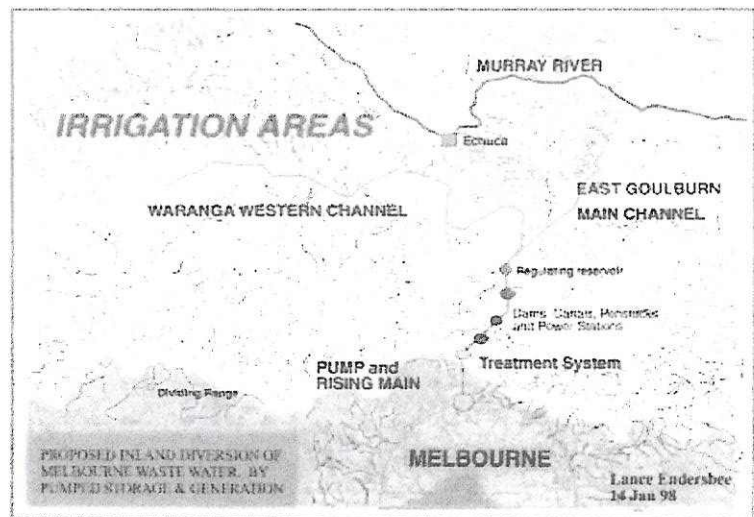 MURRAY RIVER
IRRIGATION AREAS
Echuca
EAST GOULBURN
MAIN CHANNEL
WARANGA WESTERN CHANNEL
Regulating reservoir
Dams, Canals, Penstocks
and Power Stations
PUMP and
RISING MAIN
Treatment System
Dividing Range
MELBOURNE
PROPOSED INLAND DIVERSION OF
MELBOURNE WASTE WATER, BY
PUMPED STORAGE & GENERATION
Lance Endersbee
14 Jan 98